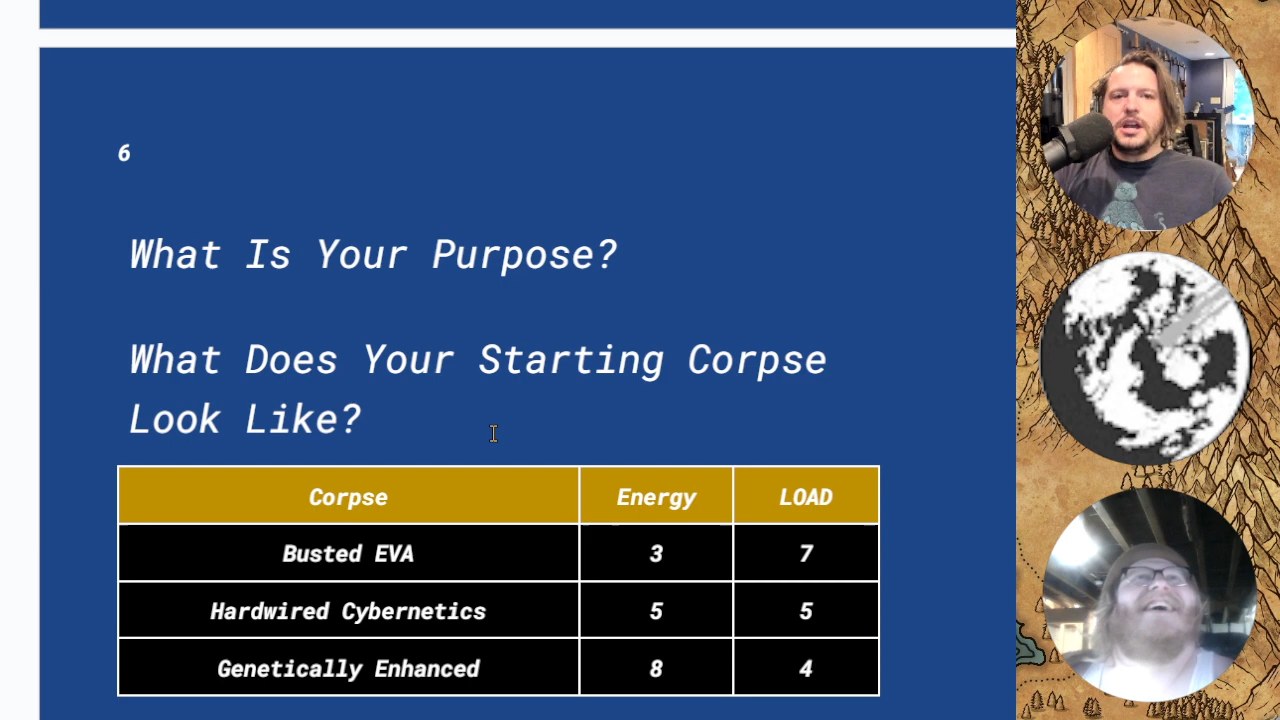 6
What Is Your Purpose?
What Does Your Starting Corpse
Look Like?
Corpse Energy LOAD
Busted EVA 3 7
Hardwired Cybernetics 5 5
Genetically Enhanced 8 4